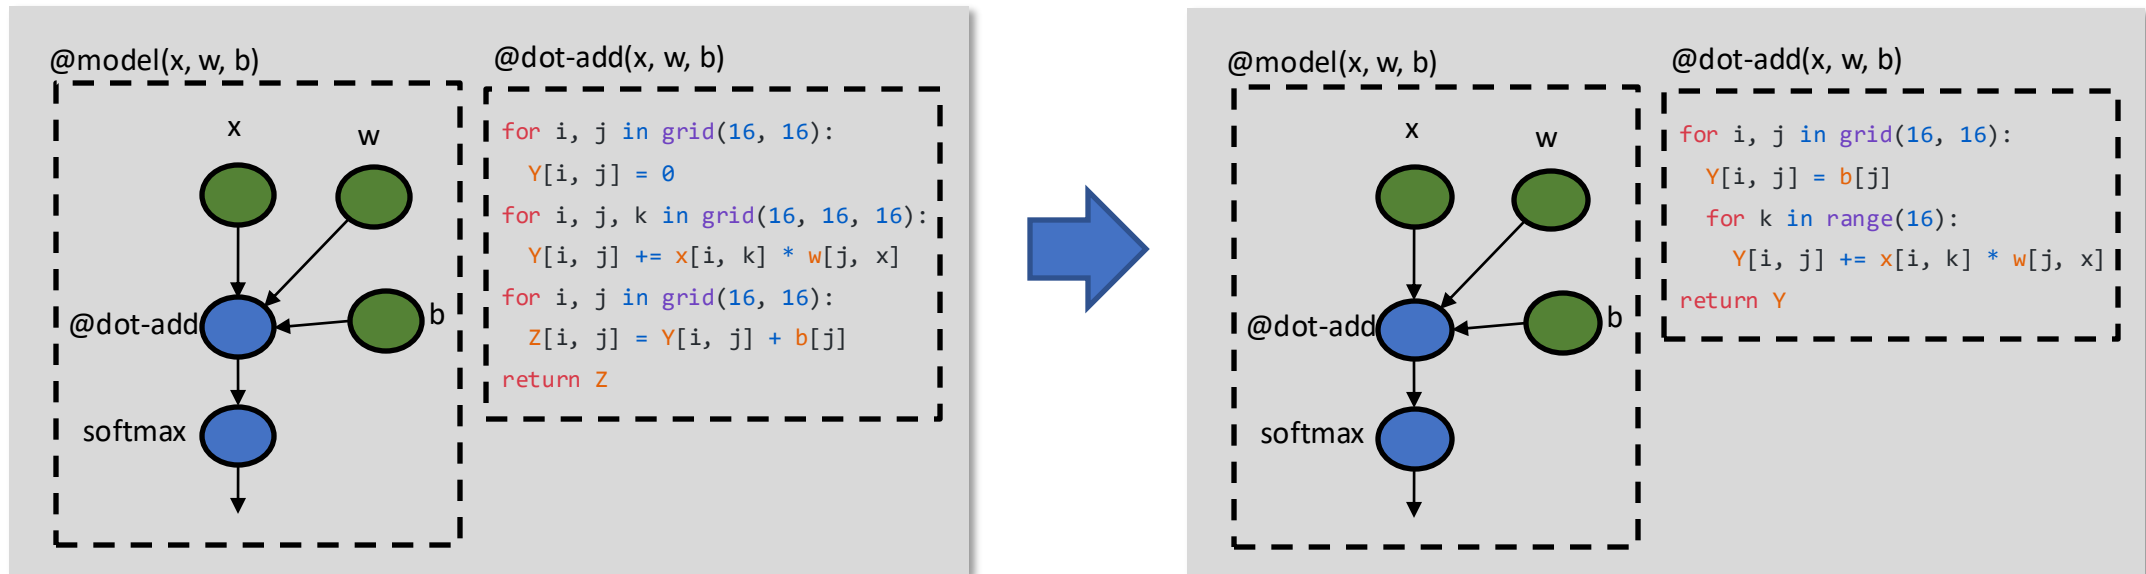 @model(x, w, b)
x
w
@dot-add
b
softmax
@dot-add(x, w, b)
for i, j in grid(16, 16):
  Y[i, j] = 0
for i, j, k in grid(16, 16, 16):
  Y[i, j] += x[i, k] * w[j, x]
for i, j in grid(16, 16):
  Z[i, j] = Y[i, j] + b[j]
return Z
@model(x, w, b)
x
w
@dot-add
b
softmax
@dot-add(x, w, b)
for i, j in grid(16, 16):
  Y[i, j] = b[j]
  for k in range(16):
    Y[i, j] += x[i, k] * w[j, x]
return Y